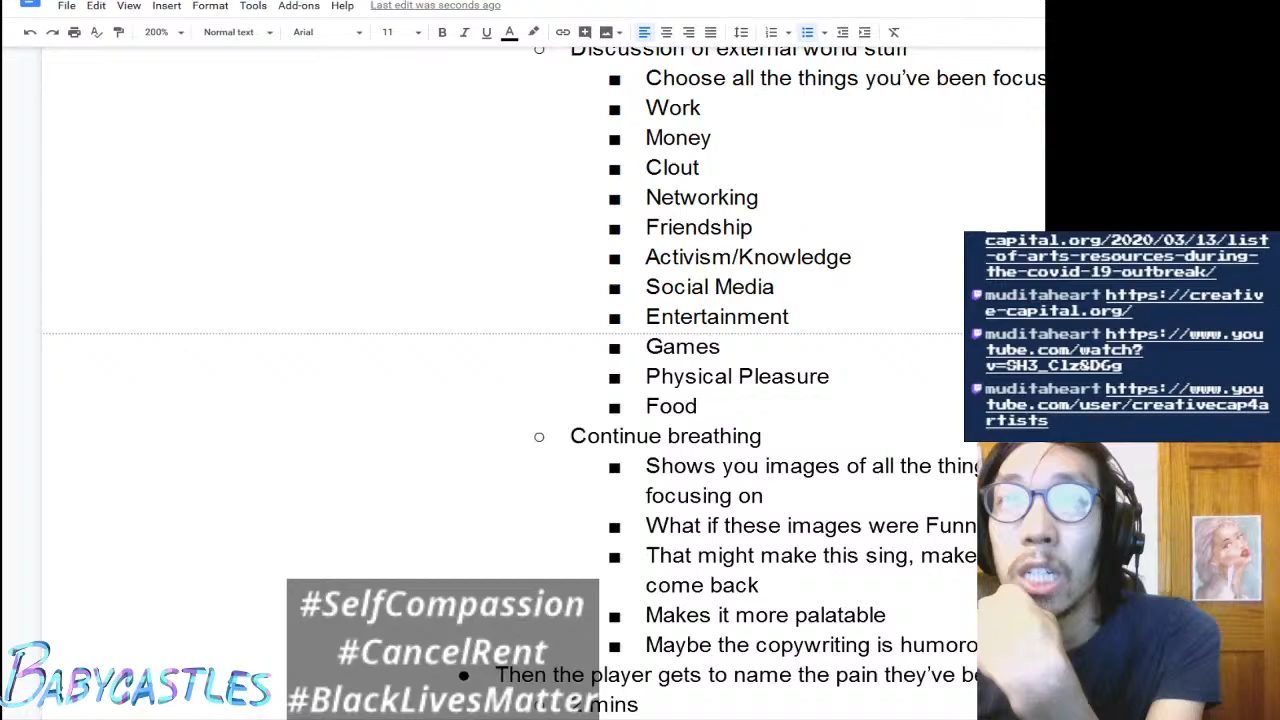 File Edit View Insert Format Tools Add-ons Help Last edit was seconds ago
200% Normal text Arial 11 B I U A
Discussion of external world stuff
Choose all the things you've been focus
Work
Money
Clout
Networking
Friendship
Activism/Knowledge
Social Media
Entertainment
Games
Physical Pleasure
Food
Continue breathing
Shows you images of all the thing
focusing on
What if these images were Funn
That might make this sing, make
come back
Makes it more palatable
Maybe the copywriting is humoro
Then the player gets to name the pain they've be
mins
capital.org/2020/03/13/list
-of-arts-resources-during-
the-covid-19-outbreak/
muditaheart https://creativ
e-capital.org/
muditaheart https://www.you
tube.com/watch?
v=SH3_Clz&DGg
muditaheart https://www.you
tube.com/user/creativecap4a
rtists
#SelfCompassion
#CancelRent
#BlackLivesMatter
BABYCASTLES